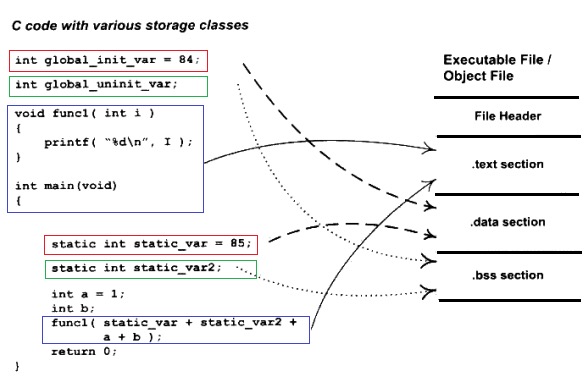 C code with various storage classes
int global_init_var = 84;
int global_uninit_var;
void func1( int i )
{
printf( "%d\n", I );
}
int main(void)
{
static int static_var = 85;
static int static_var2;
int a = 1;
int b;
func1( static_var + static_var2 +
a + b );
return 0;
}
Executable File /
Object File
File Header
.text section
.data section
.bss section